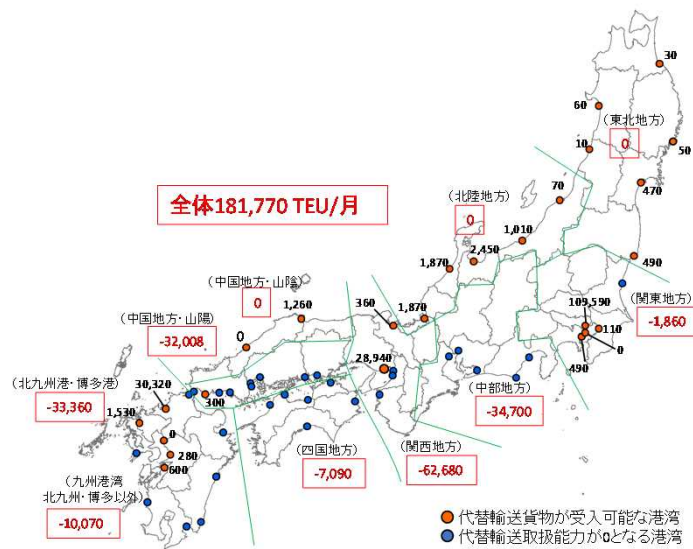 30
60
(東北地方)
0
10
50
70
470
全体181,770 TEU/月
(北陸地方)
0
1,010
2,450
1,870
490
(中国地方・山陰)
0
1,260
360
1,870
(関東地方)
-1,860
109,590
110
0
490
(中国地方・山陽)
-32,008
0
28,940
(北九州港・博多港)
-33,360
30,320
300
1,530
(中部地方)
-34,700
0
280
600
(四国地方)
-7,090
(関西地方)
-62,680
(九州港湾
北九州・博多以外)
-10,070
代替輸送貨物が受入可能な港湾
代替輸送取扱能力が0となる港湾